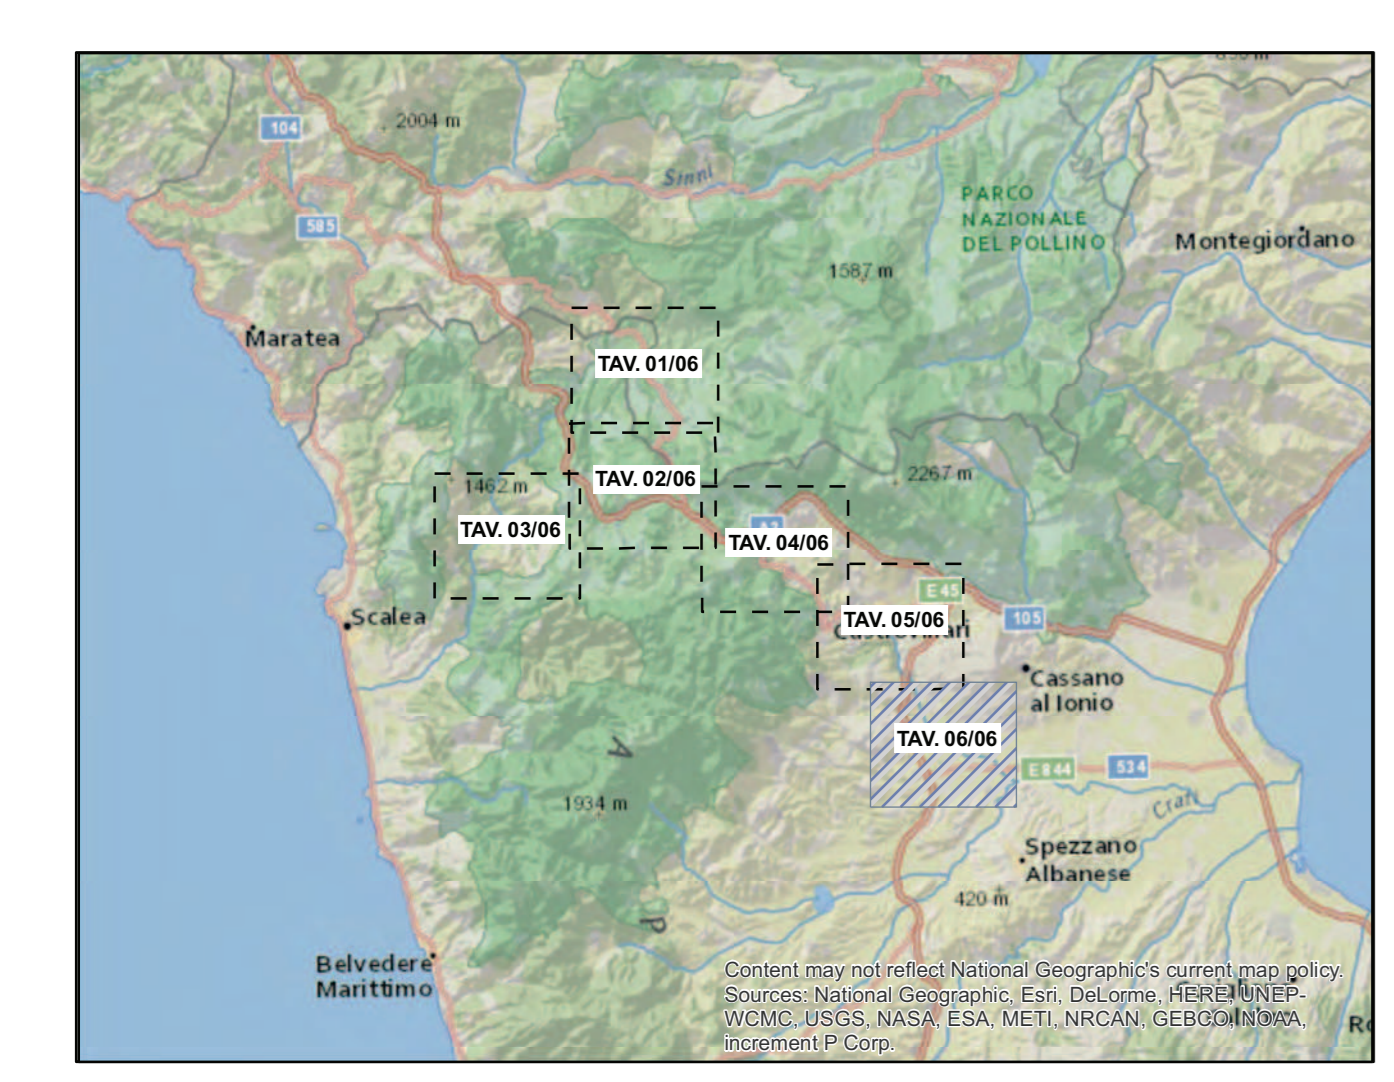 104
2004 m
Sinni
585
PARCO
NAZIONALE
DEL POLLINO
Montegiordano
1587 m
Maratea
TAV. 01/06
2267 m
TAV. 02/06
1462 m
TAV. 03/06
TAV. 04/06
E45
105
Scalea
TAV. 05/06
Cassano
al Ionio
TAV. 06/06
A
E844
534
Crati
1934 m
Spezzano
Albanese
420 m
P
Belvedere
Marittimo
Content may not reflect National Geographic's current map policy.
Sources: National Geographic, Esri, DeLorme, HERE, UNEP-
WCMC, USGS, NASA, ESA, METI, NRCAN, GEBCO, NOAA,
increment P Corp.